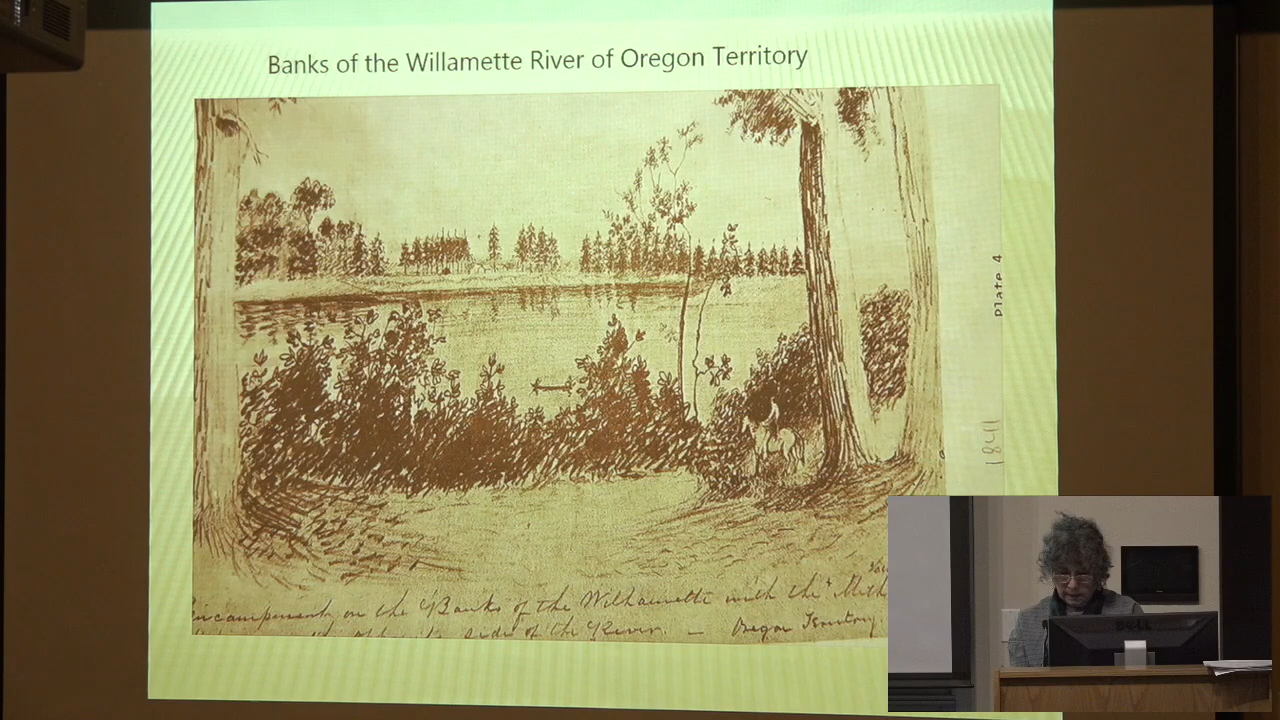 Banks of the Willamette River of Oregon Territory
Plate 4
1841
Encampment on the Banks of the Willamette with the Meth
side of the River. — Oregon Territory.
DELL